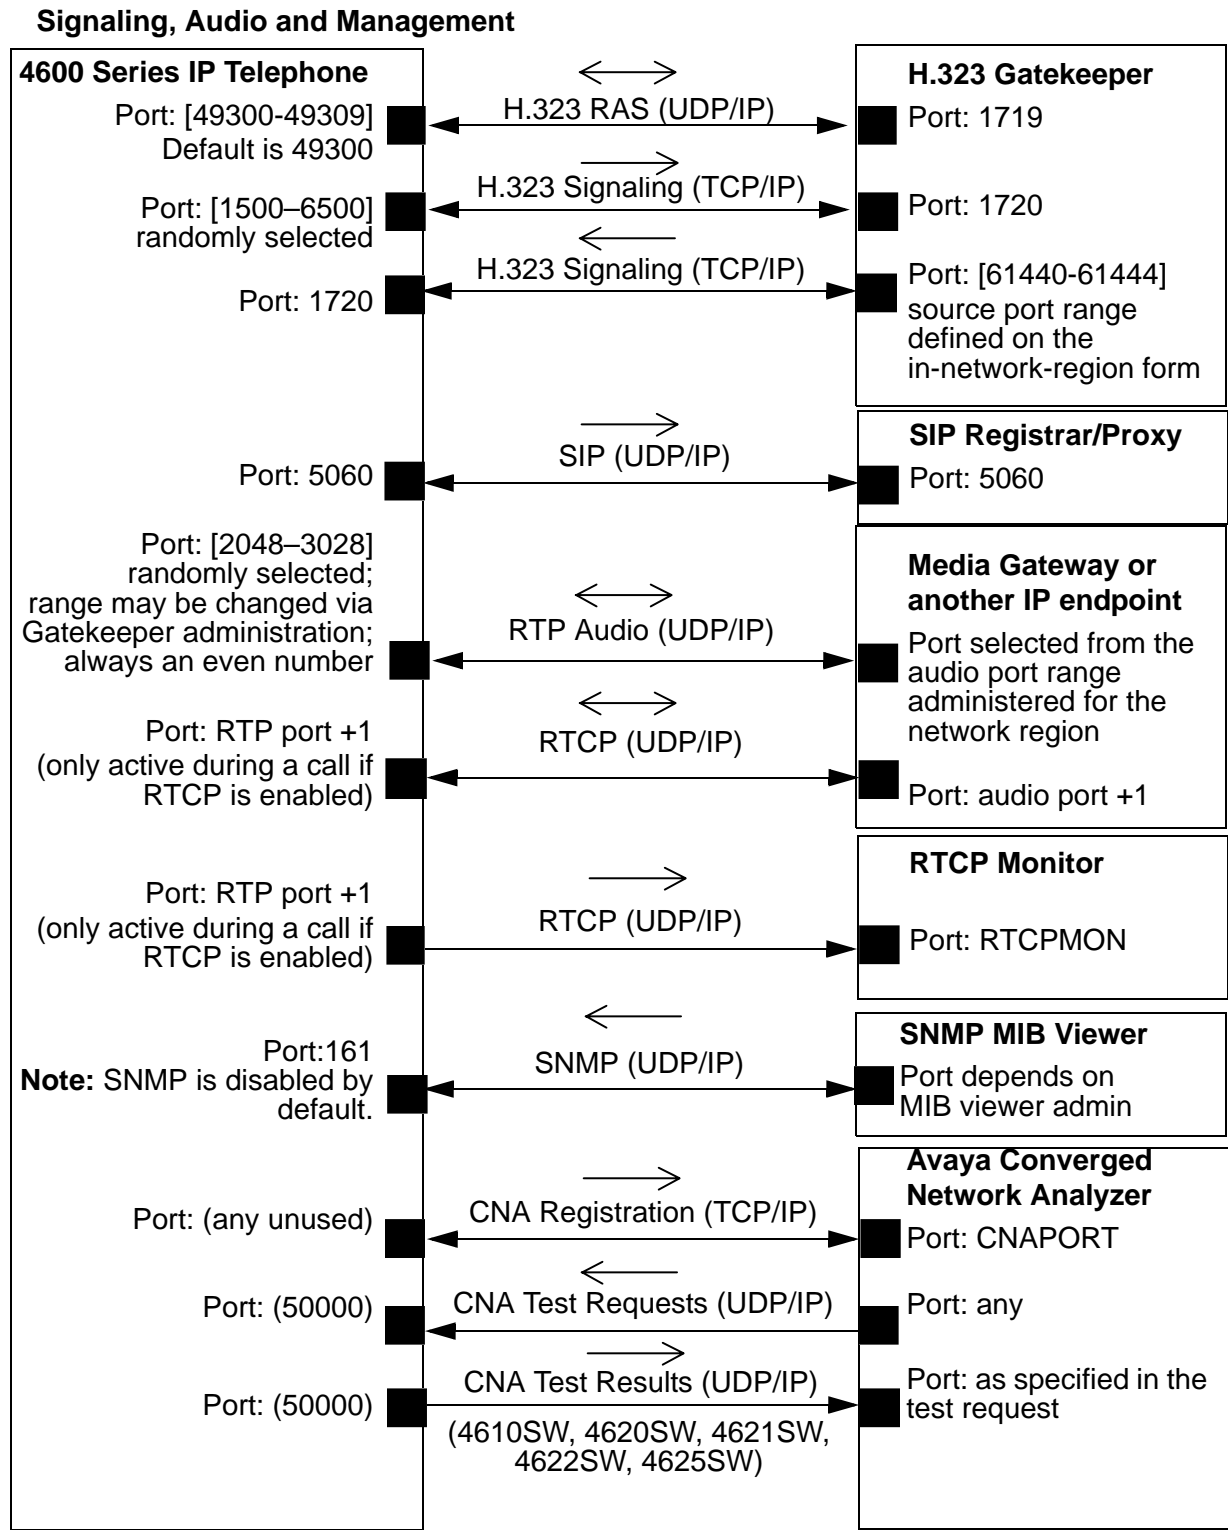 Signaling, Audio and Management
4600 Series IP Telephone
H.323 Gatekeeper
Port: [49300-49309]
Default is 49300
H.323 RAS (UDP/IP)
Port: 1719
Port: [1500–6500]
randomly selected
H.323 Signaling (TCP/IP)
Port: 1720
Port: 1720
H.323 Signaling (TCP/IP)
Port: [61440-61444]
source port range
defined on the
in-network-region form
SIP Registrar/Proxy
Port: 5060
SIP (UDP/IP)
Port: 5060
Port: [2048–3028]
randomly selected;
range may be changed via
Gatekeeper administration;
always an even number
RTP Audio (UDP/IP)
Media Gateway or
another IP endpoint
Port selected from the
audio port range
administered for the
network region
Port: RTP port +1
(only active during a call if
RTCP is enabled)
RTCP (UDP/IP)
Port: audio port +1
RTCP Monitor
Port: RTP port +1
(only active during a call if
RTCP is enabled)
RTCP (UDP/IP)
Port: RTCPMON
SNMP MIB Viewer
Port:161
Note: SNMP is disabled by
default.
SNMP (UDP/IP)
Port depends on
MIB viewer admin
Avaya Converged
Network Analyzer
Port: (any unused)
CNA Registration (TCP/IP)
Port: CNAPORT
Port: (50000)
CNA Test Requests (UDP/IP)
Port: any
Port: (50000)
CNA Test Results (UDP/IP)
(4610SW, 4620SW, 4621SW,
4622SW, 4625SW)
Port: as specified in the
test request